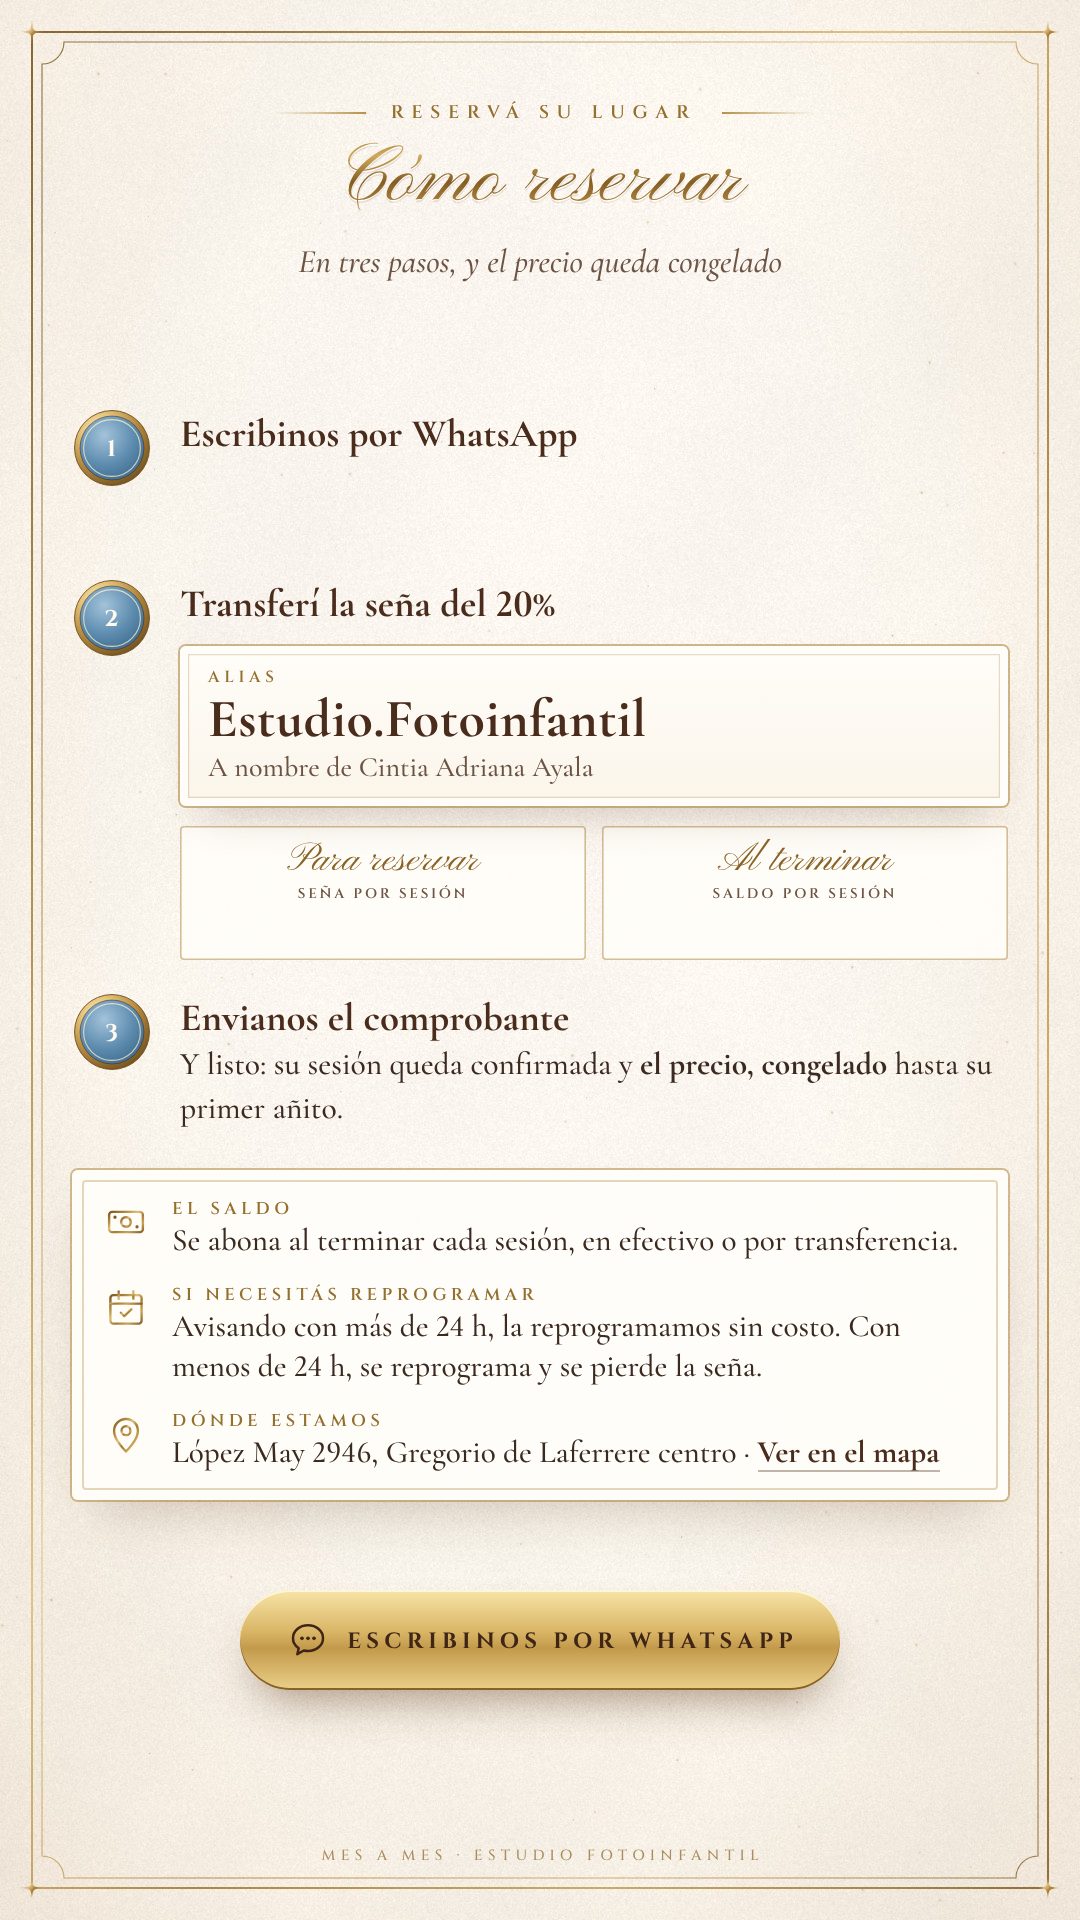 RESERVÁ SU LUGAR
Cómo reservar
En tres pasos, y el precio queda congelado
1
Escribinos por WhatsApp
2
Transferí la seña del 20%
ALIAS
Estudio.Fotoinfantil
A nombre de Cintia Adriana Ayala
Para reservar
SEÑA POR SESIÓN
Al terminar
SALDO POR SESIÓN
3
Envianos el comprobante
Y listo: su sesión queda confirmada y el precio, congelado hasta su
primer añito.
EL SALDO
Se abona al terminar cada sesión, en efectivo o por transferencia.
SI NECESITÁS REPROGRAMAR
Avisando con más de 24 h, la reprogramamos sin costo. Con
menos de 24 h, se reprograma y se pierde la seña.
DÓNDE ESTAMOS
López May 2946, Gregorio de Laferrere centro · Ver en el mapa
ESCRIBINOS POR WHATSAPP
MES A MES · ESTUDIO FOTOINFANTIL